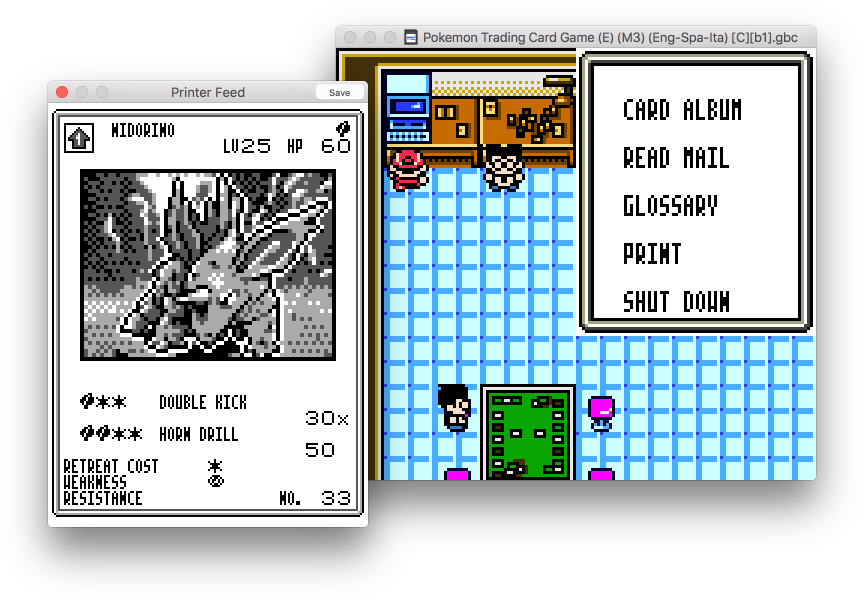 Pokemon Trading Card Game (E) (M3) (Eng-Spa-Ita) [C][b1].gbc
Printer Feed
Save
NIDORINO
LV25 HP 60
DOUBLE KICK
30x
HORN DRILL
50
RETREAT COST
WEAKNESS
RESISTANCE NO. 33
CARD ALBUM
READ MAIL
GLOSSARY
PRINT
SHUT DOWN